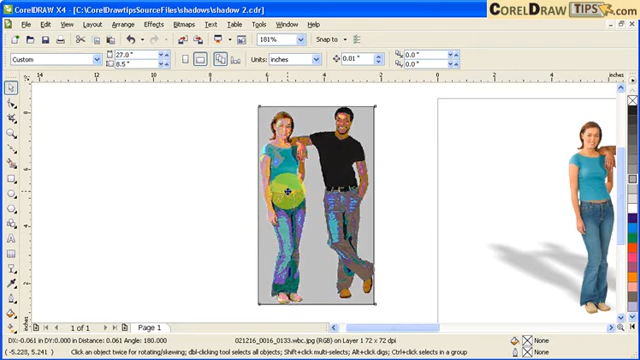 CorelDRAW X4 - [C:\CorelDrawtipsSourceFiles\shadows\shadow 2.cdr]
CORELDRAW TIPS.com
File Edit View Layout Arrange Effects Bitmaps Text Table Tools Window Help
181% Snap to
Custom 27.0" 8.5" Units: inches 0.01" 0.0" 0.0"
14 12 10 8 6 4 2 0 2 inches
1 of 1 Page 1
DX:-0.061 in DY:0.000 in Distance: 0.061 Angle: 180.000 021216_0016_0133.wbc.jpg (RGB) on Layer 1 72 x 72 dpi None
(-5.228, 5.241) Click an object twice for rotating/skewing; dbl-clicking tool selects all objects; Shift+click multi-selects; Alt+click digs; Ctrl+click selects in a group None